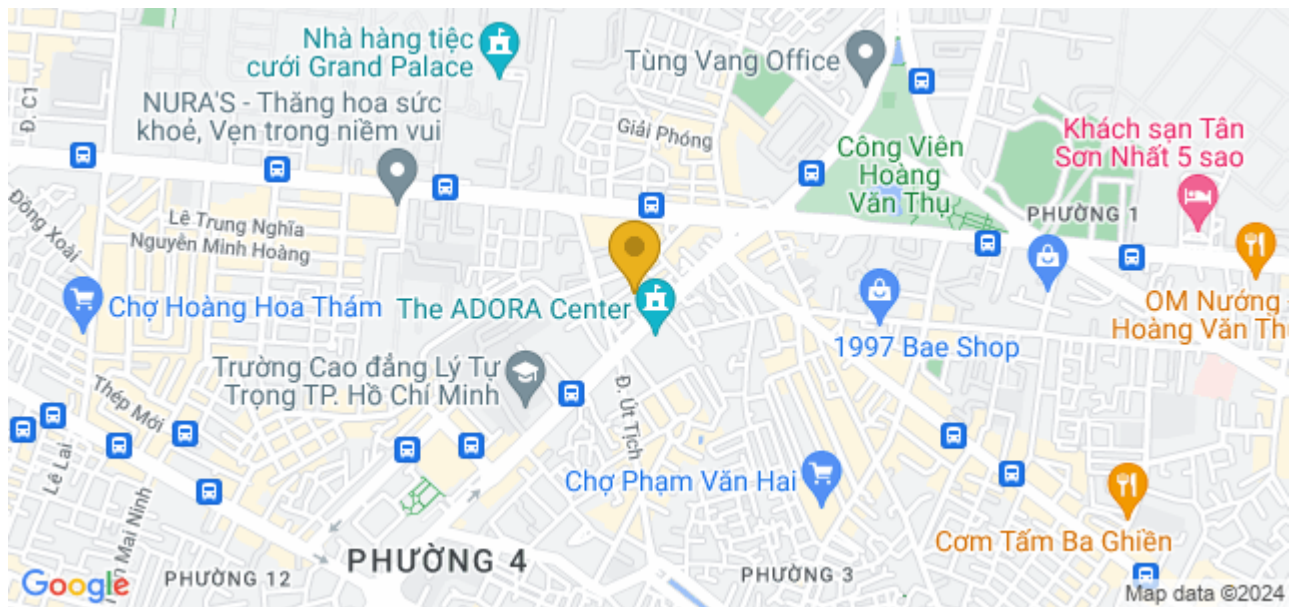 Nhà hàng tiệc
cưới Grand Palace
Tùng Vang Office
Đ. C1
NURA'S - Thăng hoa sức
khoẻ, Vẹn trong niềm vui
Giải Phóng
Công Viên
Hoàng
Văn Thụ
Khách sạn Tân
Sơn Nhất 5 sao
PHƯỜNG 1
Đông Xoài
Lê Trung Nghĩa
Nguyễn Minh Hoàng
Chợ Hoàng Hoa Thám
The ADORA Center
OM Nướng
Hoàng Văn Th
1997 Bae Shop
Trường Cao đẳng Lý Tự
Trọng TP. Hồ Chí Minh
Thép Mới
Đ. Út Tịch
Lê Lai
Mai Ninh
Chợ Phạm Văn Hai
Cơm Tấm Ba Ghiền
PHƯỜNG 4
PHƯỜNG 12
PHƯỜNG 3
Google
Map data ©2024